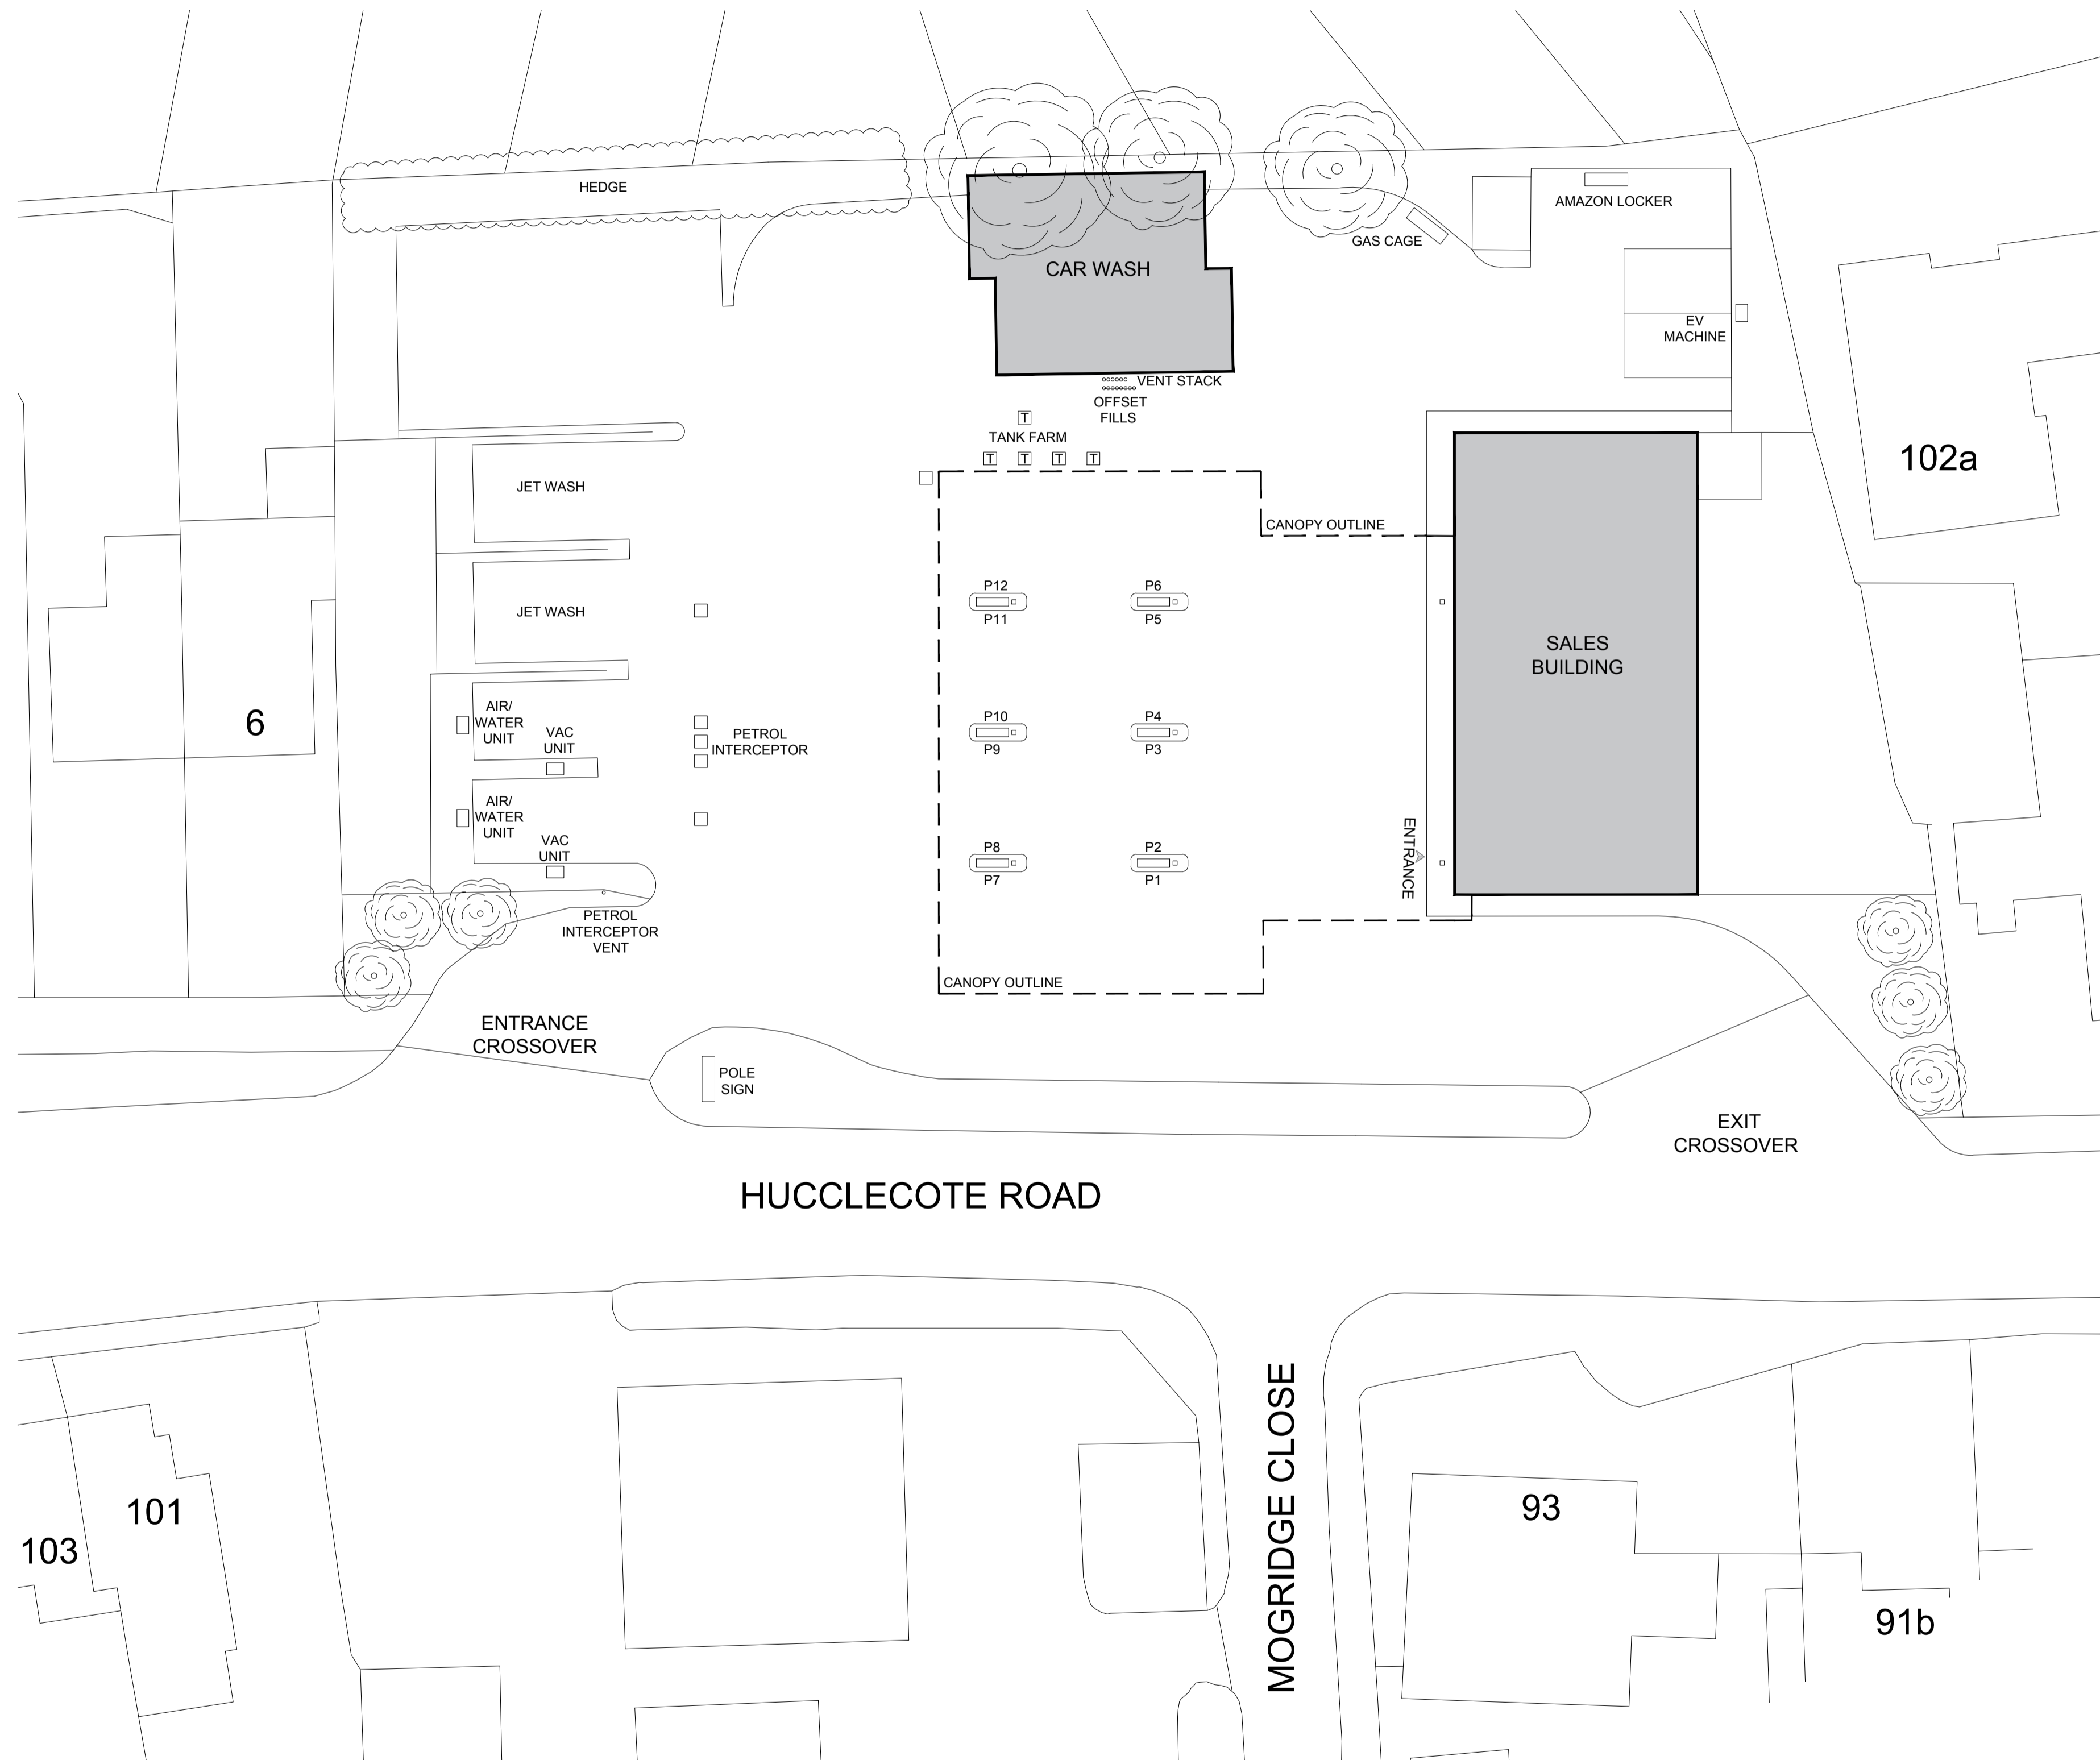 HEDGE
AMAZON LOCKER
GAS CAGE
CAR WASH
EV
MACHINE
VENT STACK
OFFSET
FILLS
T
TANK FARM
T T T T
102a
JET WASH
CANOPY OUTLINE
P12
P11
P6
P5
JET WASH
SALES
BUILDING
6
AIR/
WATER
UNIT
VAC
UNIT
PETROL
INTERCEPTOR
P10
P9
P4
P3
AIR/
WATER
UNIT
VAC
UNIT
P8
P7
P2
P1
ENTRANCE
PETROL
INTERCEPTOR
VENT
CANOPY OUTLINE
ENTRANCE
CROSSOVER
POLE
SIGN
EXIT
CROSSOVER
HUCCLECOTE ROAD
MOGRIDGE CLOSE
101
103
93
91b